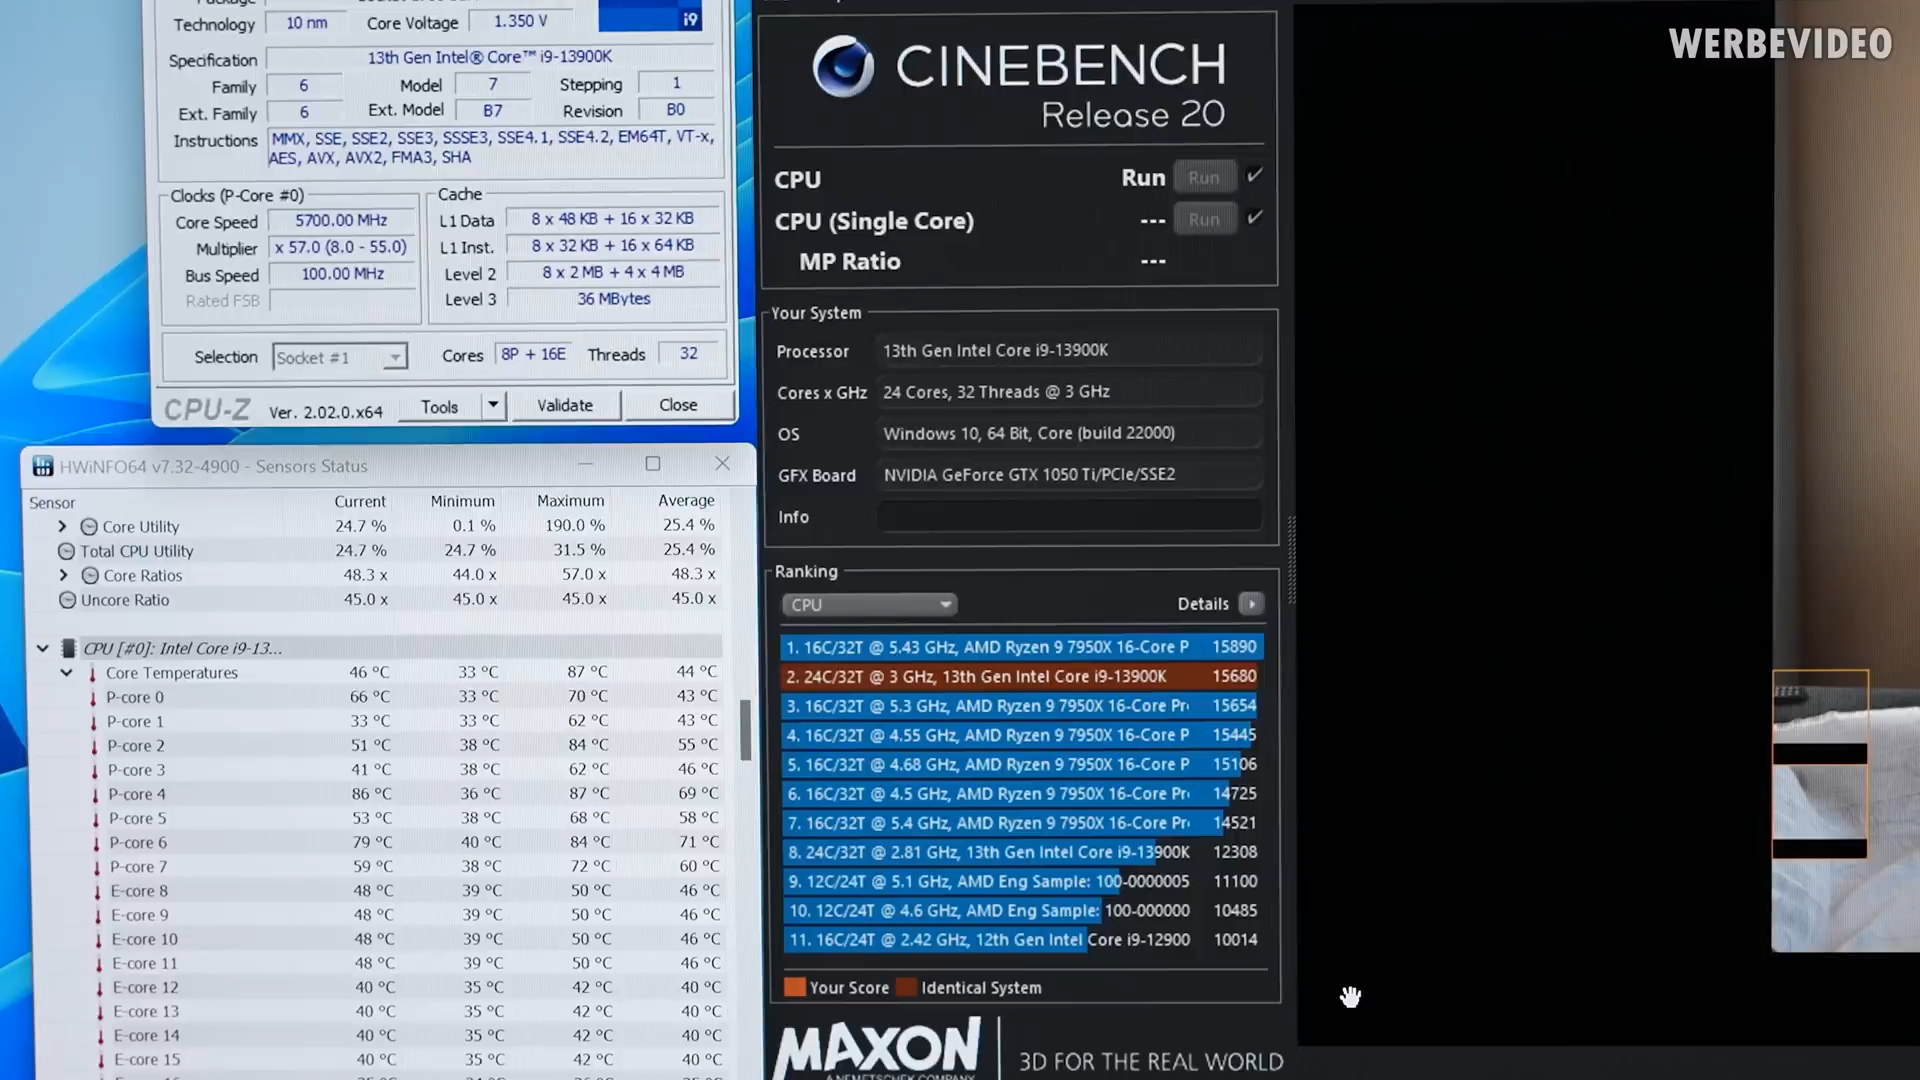 WERBEVIDEO
Technology 10 nm Core Voltage 1.350 V
i9
Specification 13th Gen Intel® Core™ i9-13900K
Family 6 Model 7 Stepping 1
Ext. Family 6 Ext. Model B7 Revision B0
Instructions MMX, SSE, SSE2, SSE3, SSSE3, SSE4.1, SSE4.2, EM64T, VT-x,
AES, AVX, AVX2, FMA3, SHA
Clocks (P-Core #0)
Core Speed 5700.00 MHz
Multiplier x 57.0 (8.0 - 55.0)
Bus Speed 100.00 MHz
Rated FSB
Cache
L1 Data 8 x 48 KB + 16 x 32 KB
L1 Inst. 8 x 32 KB + 16 x 64 KB
Level 2 8 x 2 MB + 4 x 4 MB
Level 3 36 MBytes
Selection Socket #1 Cores 8P + 16E Threads 32
CPU-Z Ver. 2.02.0.x64 Tools Validate Close
HWiNFO64 v7.32-4900 - Sensors Status
Sensor Current Minimum Maximum Average
Core Utility 24.7 % 0.1 % 190.0 % 25.4 %
Total CPU Utility 24.7 % 24.7 % 31.5 % 25.4 %
Core Ratios 48.3 x 44.0 x 57.0 x 48.3 x
Uncore Ratio 45.0 x 45.0 x 45.0 x 45.0 x
CPU [#0]: Intel Core i9-13...
Core Temperatures 46 °C 33 °C 87 °C 44 °C
P-core 0 66 °C 33 °C 70 °C 43 °C
P-core 1 33 °C 33 °C 62 °C 43 °C
P-core 2 51 °C 38 °C 84 °C 55 °C
P-core 3 41 °C 38 °C 62 °C 46 °C
P-core 4 86 °C 36 °C 87 °C 69 °C
P-core 5 53 °C 38 °C 68 °C 58 °C
P-core 6 79 °C 40 °C 84 °C 71 °C
P-core 7 59 °C 38 °C 72 °C 60 °C
E-core 8 48 °C 39 °C 50 °C 46 °C
E-core 9 48 °C 39 °C 50 °C 46 °C
E-core 10 48 °C 39 °C 50 °C 46 °C
E-core 11 48 °C 39 °C 50 °C 46 °C
E-core 12 40 °C 35 °C 42 °C 40 °C
E-core 13 40 °C 35 °C 42 °C 40 °C
E-core 14 40 °C 35 °C 42 °C 40 °C
E-core 15 40 °C 35 °C 42 °C 40 °C
CINEBENCH
Release 20
CPU Run Run
CPU (Single Core) --- Run
MP Ratio ---
Your System
Processor 13th Gen Intel Core i9-13900K
Cores x GHz 24 Cores, 32 Threads @ 3 GHz
OS Windows 10, 64 Bit, Core (build 22000)
GFX Board NVIDIA GeForce GTX 1050 Ti/PCIe/SSE2
Info
Ranking
CPU Details
1. 16C/32T @ 5.43 GHz, AMD Ryzen 9 7950X 16-Core P 15890
2. 24C/32T @ 3 GHz, 13th Gen Intel Core i9-13900K 15680
3. 16C/32T @ 5.3 GHz, AMD Ryzen 9 7950X 16-Core Pr 15654
4. 16C/32T @ 4.55 GHz, AMD Ryzen 9 7950X 16-Core P 15445
5. 16C/32T @ 4.68 GHz, AMD Ryzen 9 7950X 16-Core P 15106
6. 16C/32T @ 4.5 GHz, AMD Ryzen 9 7950X 16-Core Pr 14725
7. 16C/32T @ 5.4 GHz, AMD Ryzen 9 7950X 16-Core Pr 14521
8. 24C/32T @ 2.81 GHz, 13th Gen Intel Core i9-13900K 12308
9. 12C/24T @ 5.1 GHz, AMD Eng Sample: 100-0000005 11100
10. 12C/24T @ 4.6 GHz, AMD Eng Sample: 100-000000 10485
11. 16C/24T @ 2.42 GHz, 12th Gen Intel Core i9-12900 10014
Your Score Identical System
MAXON 3D FOR THE REAL WORLD
A NEMETSCHEK COMPANY